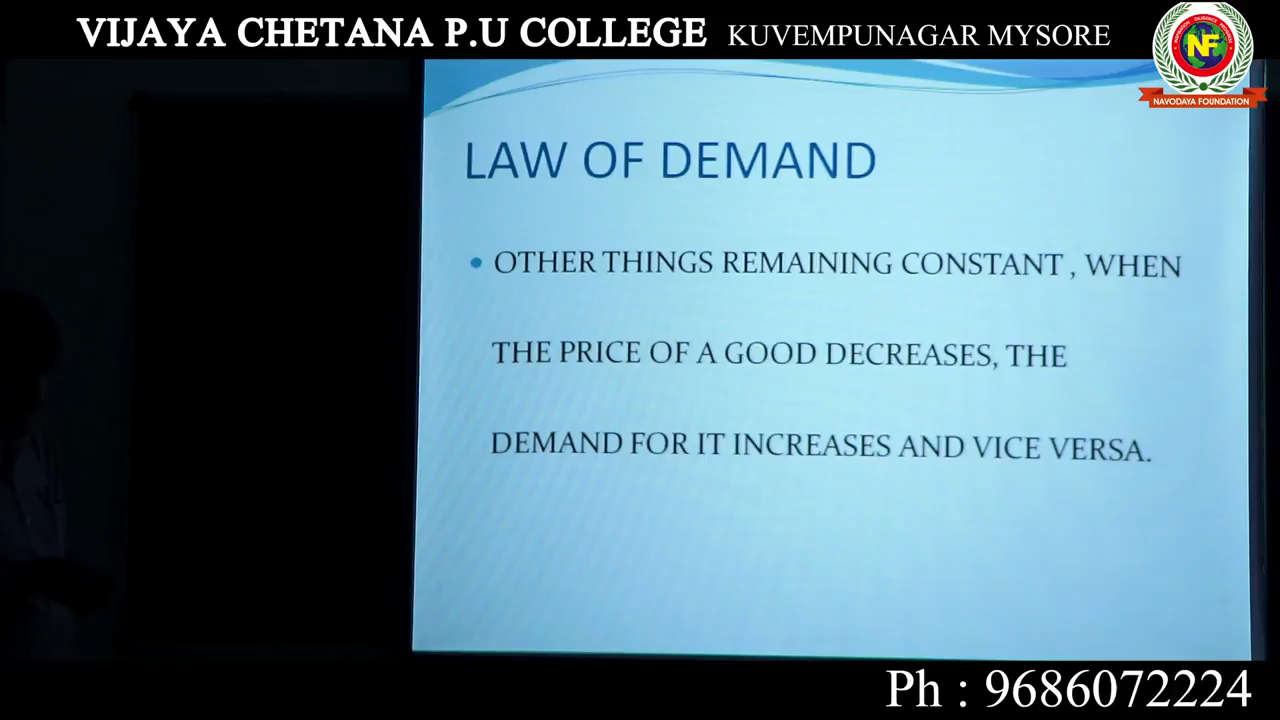 VIJAYA CHETANA P.U COLLEGE KUVEMPUNAGAR MYSORE
NF
NAVODAYA FOUNDATION
LAW OF DEMAND
• OTHER THINGS REMAINING CONSTANT , WHEN
THE PRICE OF A GOOD DECREASES, THE
DEMAND FOR IT INCREASES AND VICE VERSA.
Ph : 9686072224